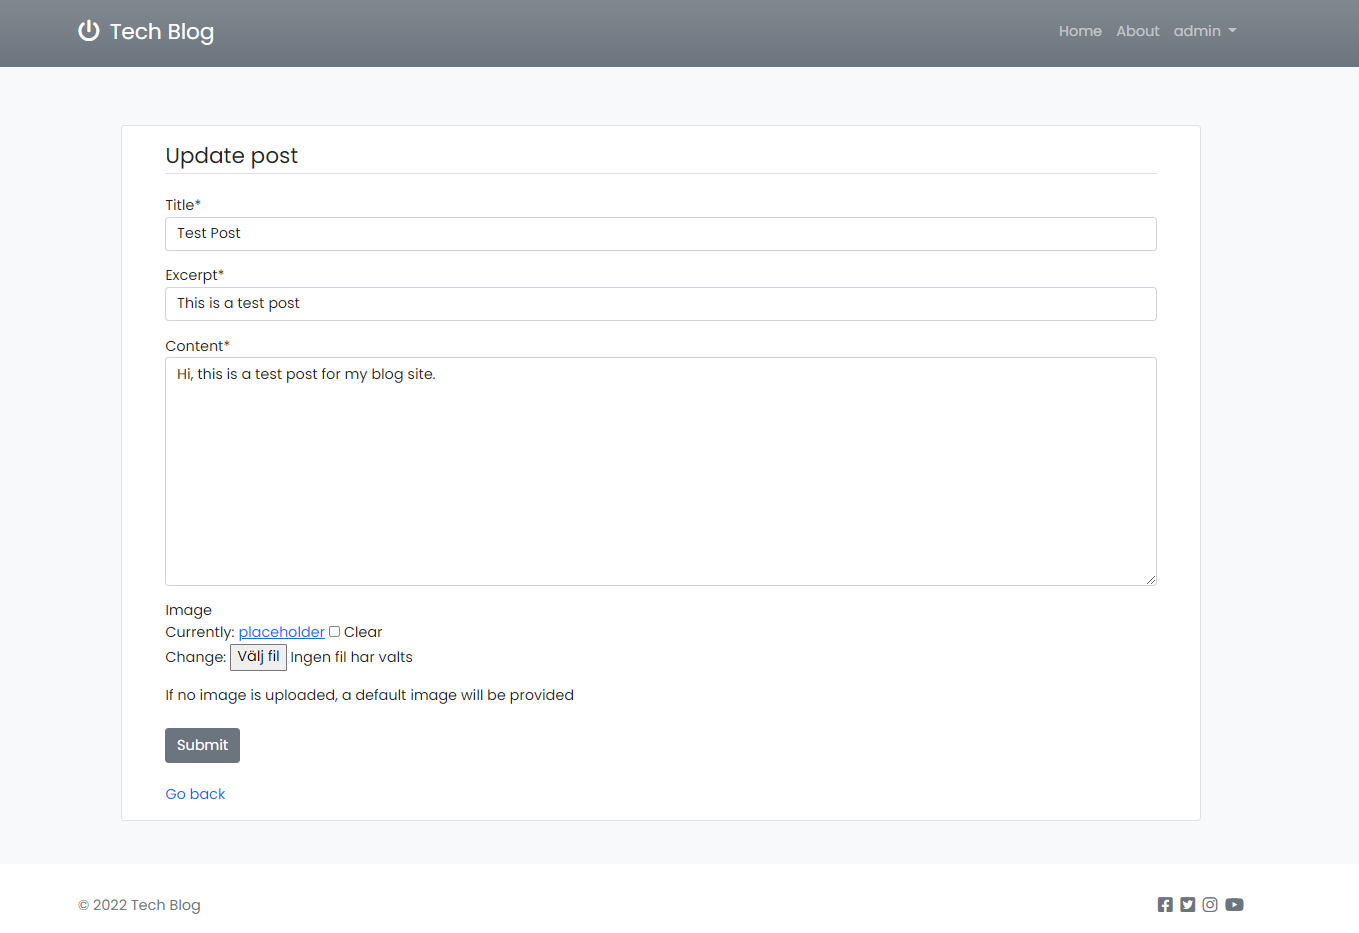 Tech Blog
Home About admin
Update post
Title*
Test Post
Excerpt*
This is a test post
Content*
Hi, this is a test post for my blog site.
Image
Currently: placeholder Clear
Change: Välj fil Ingen fil har valts
If no image is uploaded, a default image will be provided
Submit
Go back
© 2022 Tech Blog